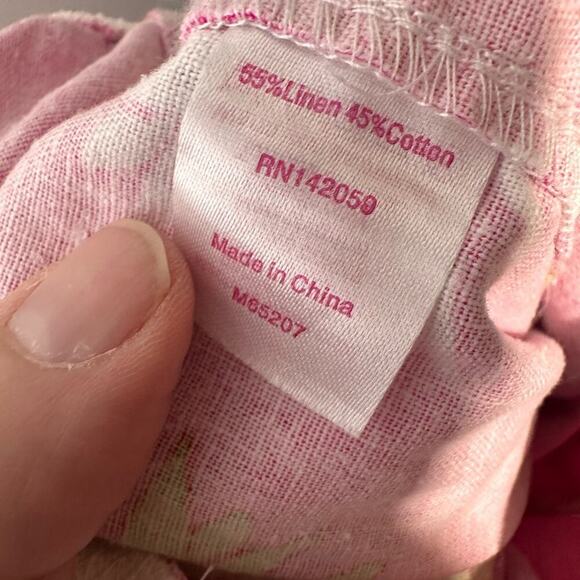 55%Linen 45%Cotton
RN142059
Made in China
M65207